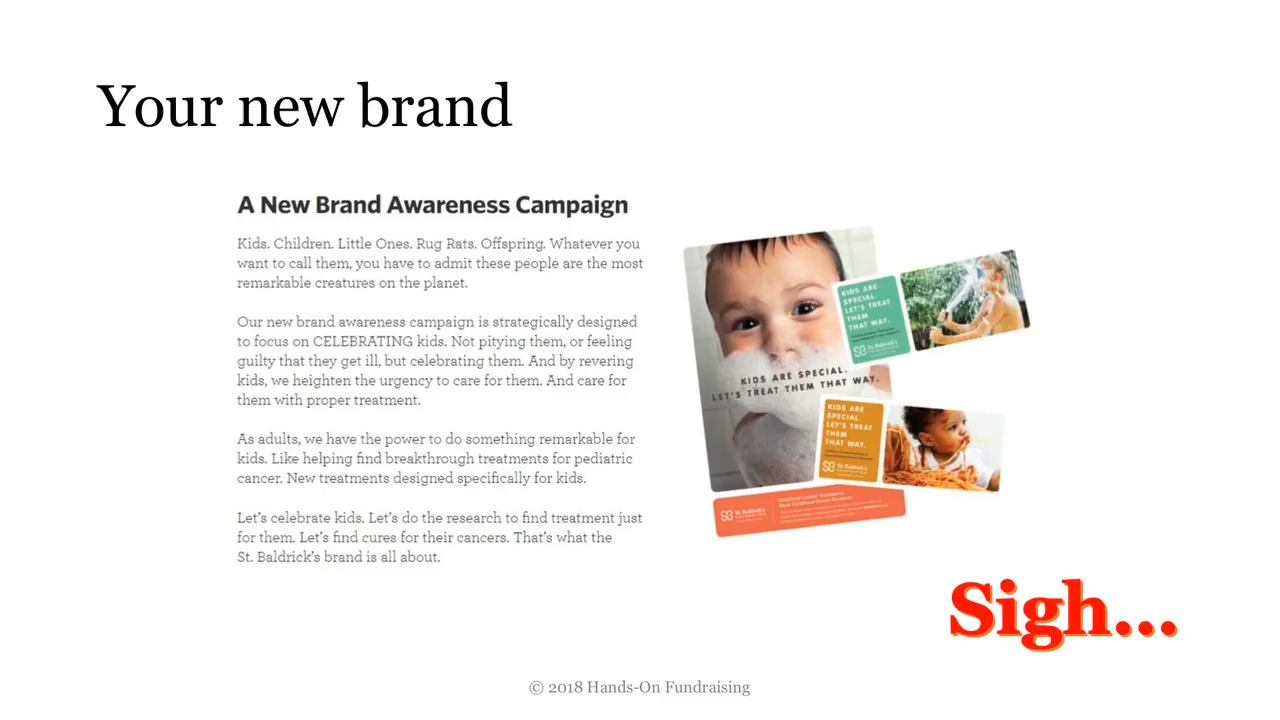 Your new brand
A New Brand Awareness Campaign
Kids. Children. Little Ones. Rug Rats. Offspring. Whatever you
want to call them, you have to admit these people are the most
remarkable creatures on the planet.
Our new brand awareness campaign is strategically designed
to focus on CELEBRATING kids. Not pitying them, or feeling
guilty that they get ill, but celebrating them. And by revering
kids, we heighten the urgency to care for them. And care for
them with proper treatment.
As adults, we have the power to do something remarkable for
kids. Like helping find breakthrough treatments for pediatric
cancer. New treatments designed specifically for kids.
Let's celebrate kids. Let's do the research to find treatment just
for them. Let's find cures for their cancers. That's what the
St. Baldrick's brand is all about.
KIDS ARE SPECIAL.
LET'S TREAT THEM THAT WAY.
KIDS ARE
SPECIAL.
LET'S TREAT
THEM
THAT WAY.
St. Baldrick's
KIDS ARE
SPECIAL.
LET'S TREAT
THEM
THAT WAY.
St. Baldrick's
St. Baldrick's
Sigh...
© 2018 Hands-On Fundraising